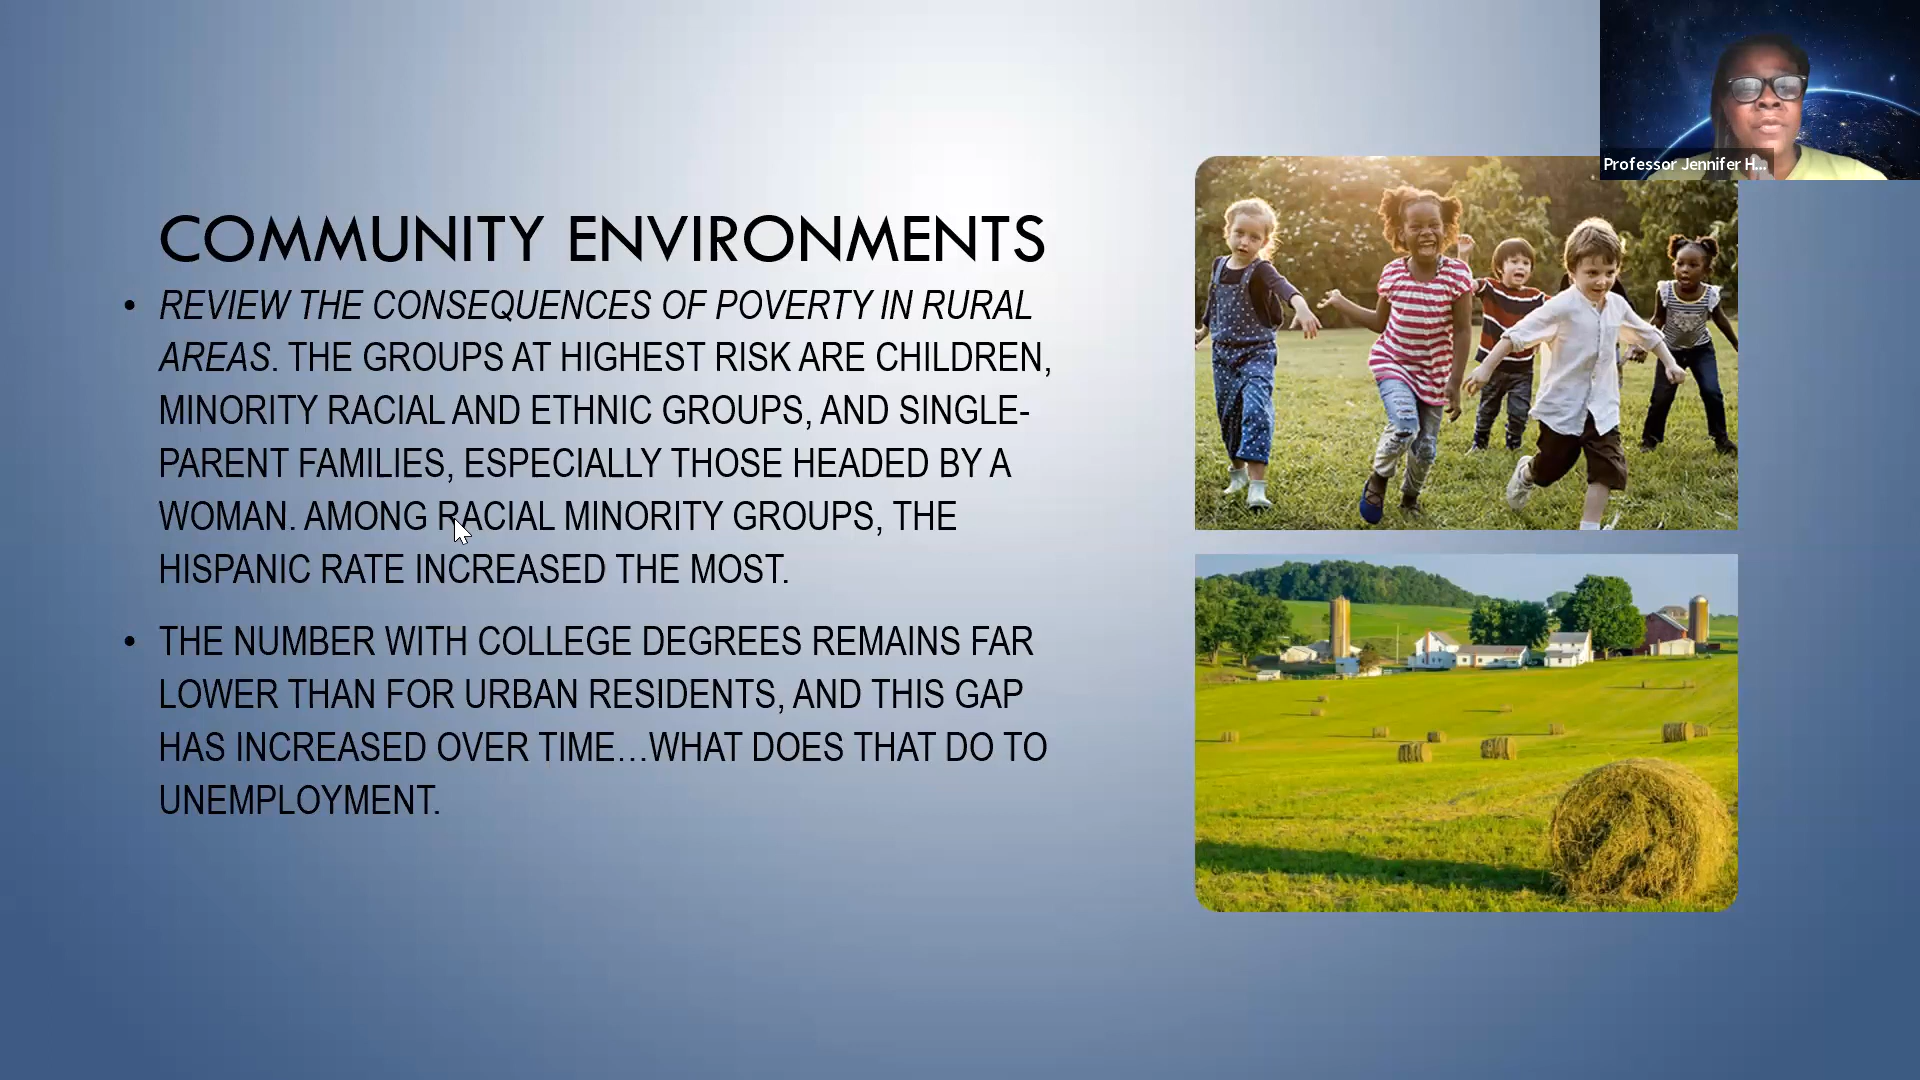 Professor Jennifer H...
COMMUNITY ENVIRONMENTS
• REVIEW THE CONSEQUENCES OF POVERTY IN RURAL
AREAS. THE GROUPS AT HIGHEST RISK ARE CHILDREN,
MINORITY RACIAL AND ETHNIC GROUPS, AND SINGLE-
PARENT FAMILIES, ESPECIALLY THOSE HEADED BY A
WOMAN. AMONG RACIAL MINORITY GROUPS, THE
HISPANIC RATE INCREASED THE MOST.
• THE NUMBER WITH COLLEGE DEGREES REMAINS FAR
LOWER THAN FOR URBAN RESIDENTS, AND THIS GAP
HAS INCREASED OVER TIME…WHAT DOES THAT DO TO
UNEMPLOYMENT.